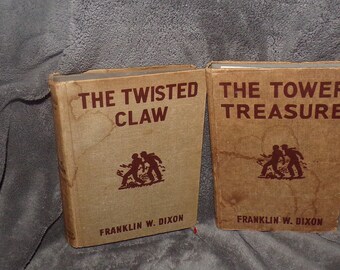 THE TWISTED
CLAW
FRANKLIN W. DIXON
THE TOWER
TREASURE
FRANKLIN W. DIXON